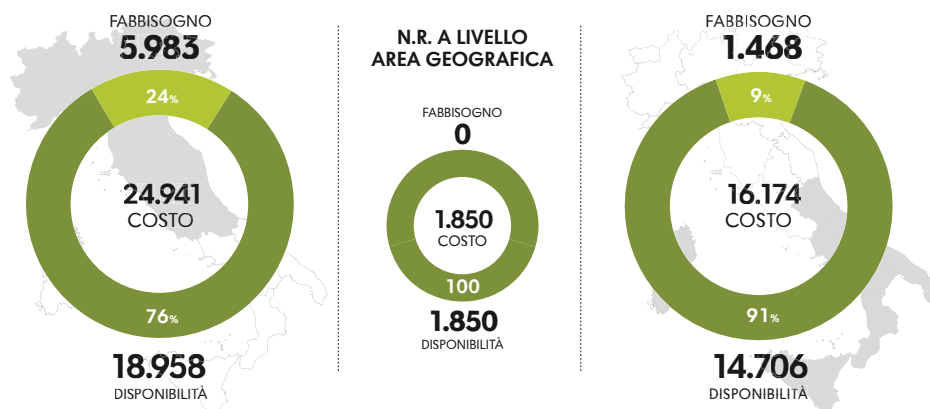 FABBISOGNO
5.983
24%
24.941
COSTO
76%
18.958
DISPONIBILITÀ
N.R. A LIVELLO
AREA GEOGRAFICA
FABBISOGNO
0
1.850
COSTO
100
1.850
DISPONIBILITÀ
FABBISOGNO
1.468
9%
16.174
COSTO
91%
14.706
DISPONIBILITÀ